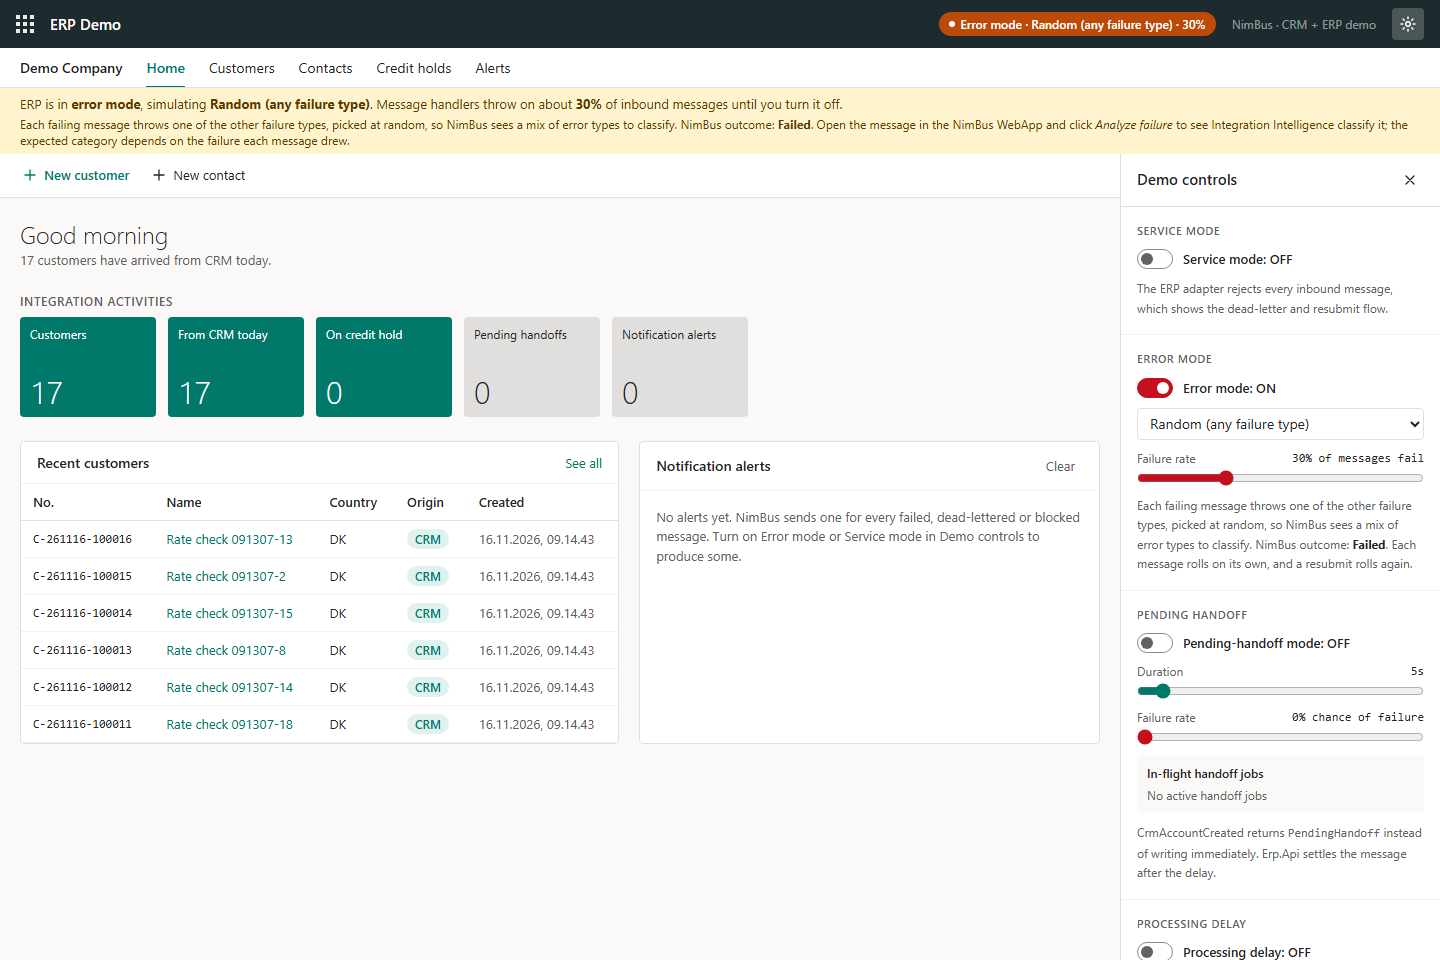 ERP Demo
Error mode · Random (any failure type) · 30%
NimBus · CRM + ERP demo
Demo Company
Home
Customers
Contacts
Credit holds
Alerts
ERP is in error mode, simulating Random (any failure type). Message handlers throw on about 30% of inbound messages until you turn it off.
Each failing message throws one of the other failure types, picked at random, so NimBus sees a mix of error types to classify. NimBus outcome: Failed. Open the message in the NimBus WebApp and click Analyze failure to see Integration Intelligence classify it; the
expected category depends on the failure each message drew.
New customer
New contact
Good morning
17 customers have arrived from CRM today.
INTEGRATION ACTIVITIES
Customers
17
From CRM today
17
On credit hold
0
Pending handoffs
0
Notification alerts
0
Recent customers
See all
No. Name Country Origin Created
C-261116-100016 Rate check 091307-13 DK CRM 16.11.2026, 09.14.43
C-261116-100015 Rate check 091307-2 DK CRM 16.11.2026, 09.14.43
C-261116-100014 Rate check 091307-15 DK CRM 16.11.2026, 09.14.43
C-261116-100013 Rate check 091307-8 DK CRM 16.11.2026, 09.14.43
C-261116-100012 Rate check 091307-14 DK CRM 16.11.2026, 09.14.43
C-261116-100011 Rate check 091307-18 DK CRM 16.11.2026, 09.14.43
Notification alerts
Clear
No alerts yet. NimBus sends one for every failed, dead-lettered or blocked
message. Turn on Error mode or Service mode in Demo controls to
produce some.
Demo controls
SERVICE MODE
Service mode: OFF
The ERP adapter rejects every inbound message,
which shows the dead-letter and resubmit flow.
ERROR MODE
Error mode: ON
Random (any failure type)
Failure rate 30% of messages fail
Each failing message throws one of the other failure
types, picked at random, so NimBus sees a mix of
error types to classify. NimBus outcome: Failed. Each
message rolls on its own, and a resubmit rolls again.
PENDING HANDOFF
Pending-handoff mode: OFF
Duration 5s
Failure rate 0% chance of failure
In-flight handoff jobs
No active handoff jobs
CrmAccountCreated returns PendingHandoff instead
of writing immediately. Erp.Api settles the message
after the delay.
PROCESSING DELAY
Processing delay: OFF